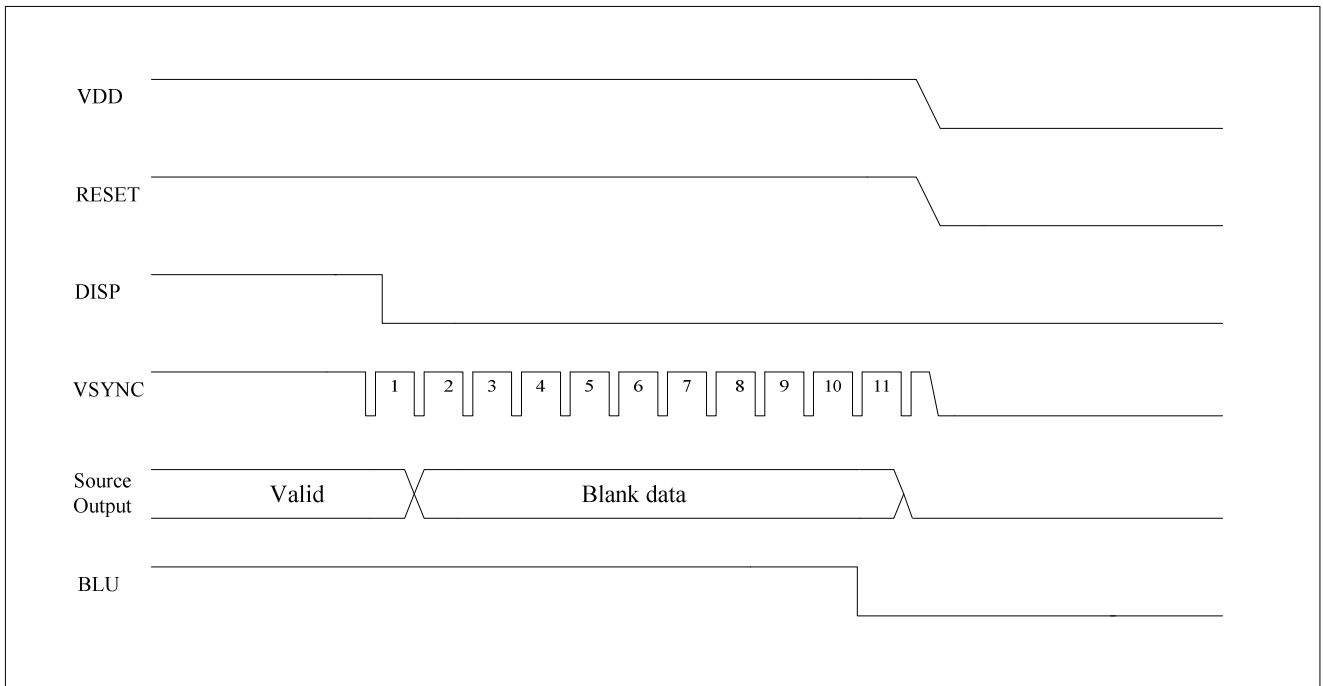 VDD
RESET
DISP
VSYNC 1 2 3 4 5 6 7 8 9 10 11
Source
Output
Valid Blank data
BLU